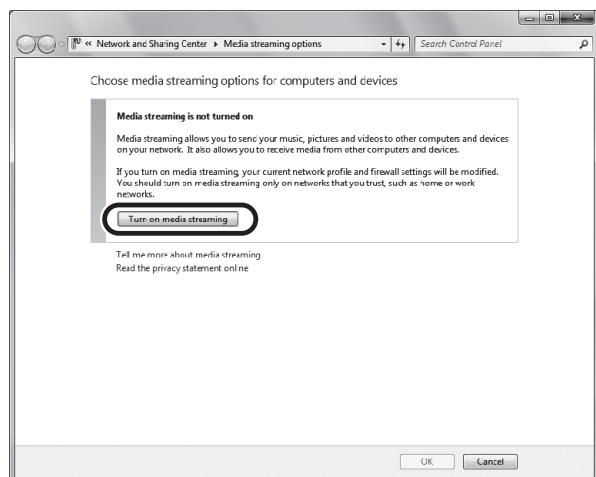 « Network and Sharing Center ▸ Media streaming options
Search Control Panel
Choose media streaming options for computers and devices
Media streaming is not turned on
Media streaming allows you to send your music, pictures and videos to other computers and devices
on your network. It also allows you to receive media from other computers and devices.
If you turn on media streaming, your current network profile and firewall settings will be modified.
You should turn on media streaming only on networks that you trust, such as home or work
networks.
Turn on media streaming
Tell me more about media streaming
Read the privacy statement online
OK
Cancel